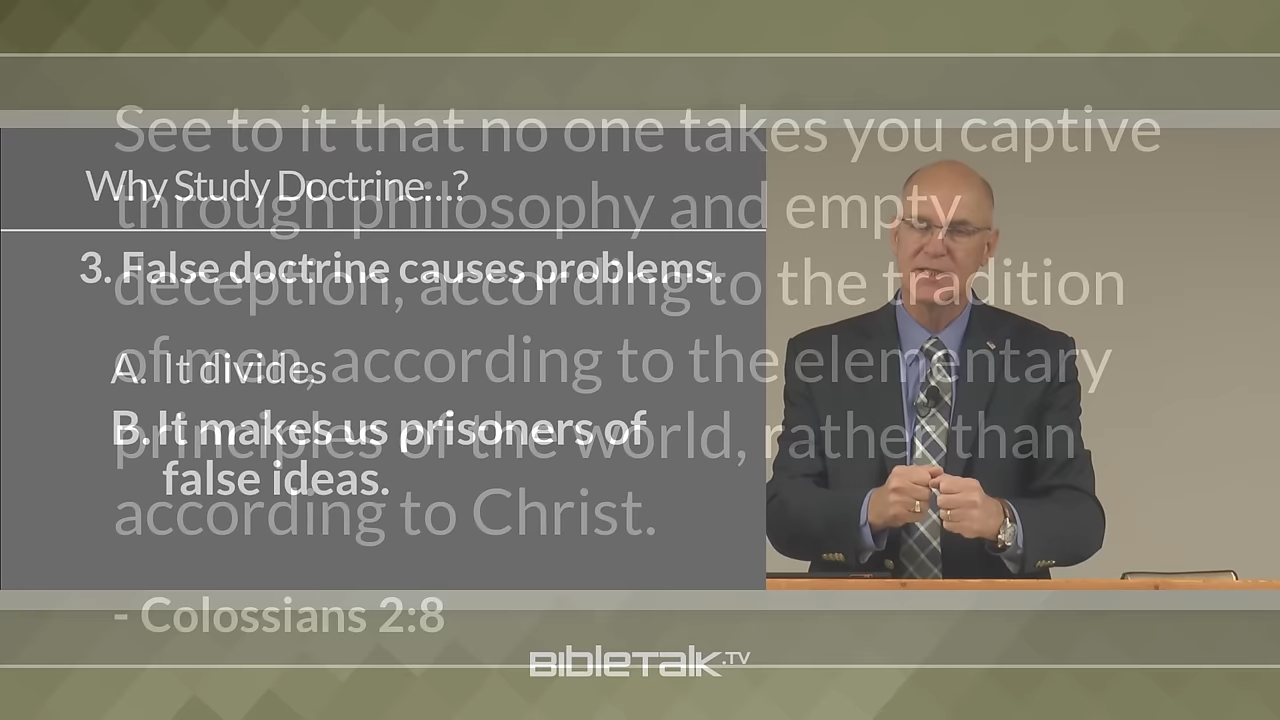 See to it that no one takes you captive
through philosophy and empty
deception, according to the tradition
of men, according to the elementary
principles of the world, rather than
according to Christ.
- Colossians 2:8
Why Study Doctrine...?
3. False doctrine causes problems.
A. It divides
B. It makes us prisoners of
false ideas.
BIBLETALK.TV